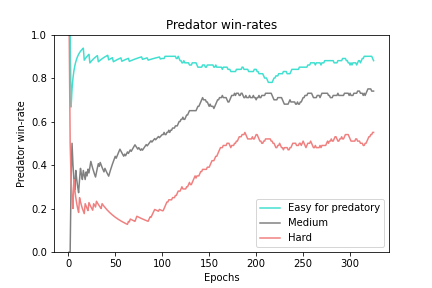 Predator win-rates
1.0
0.8
0.6
0.4
0.2
0.0
Predator win-rate
0
50
100
150
200
250
300
Epochs
Easy for predatory
Medium
Hard